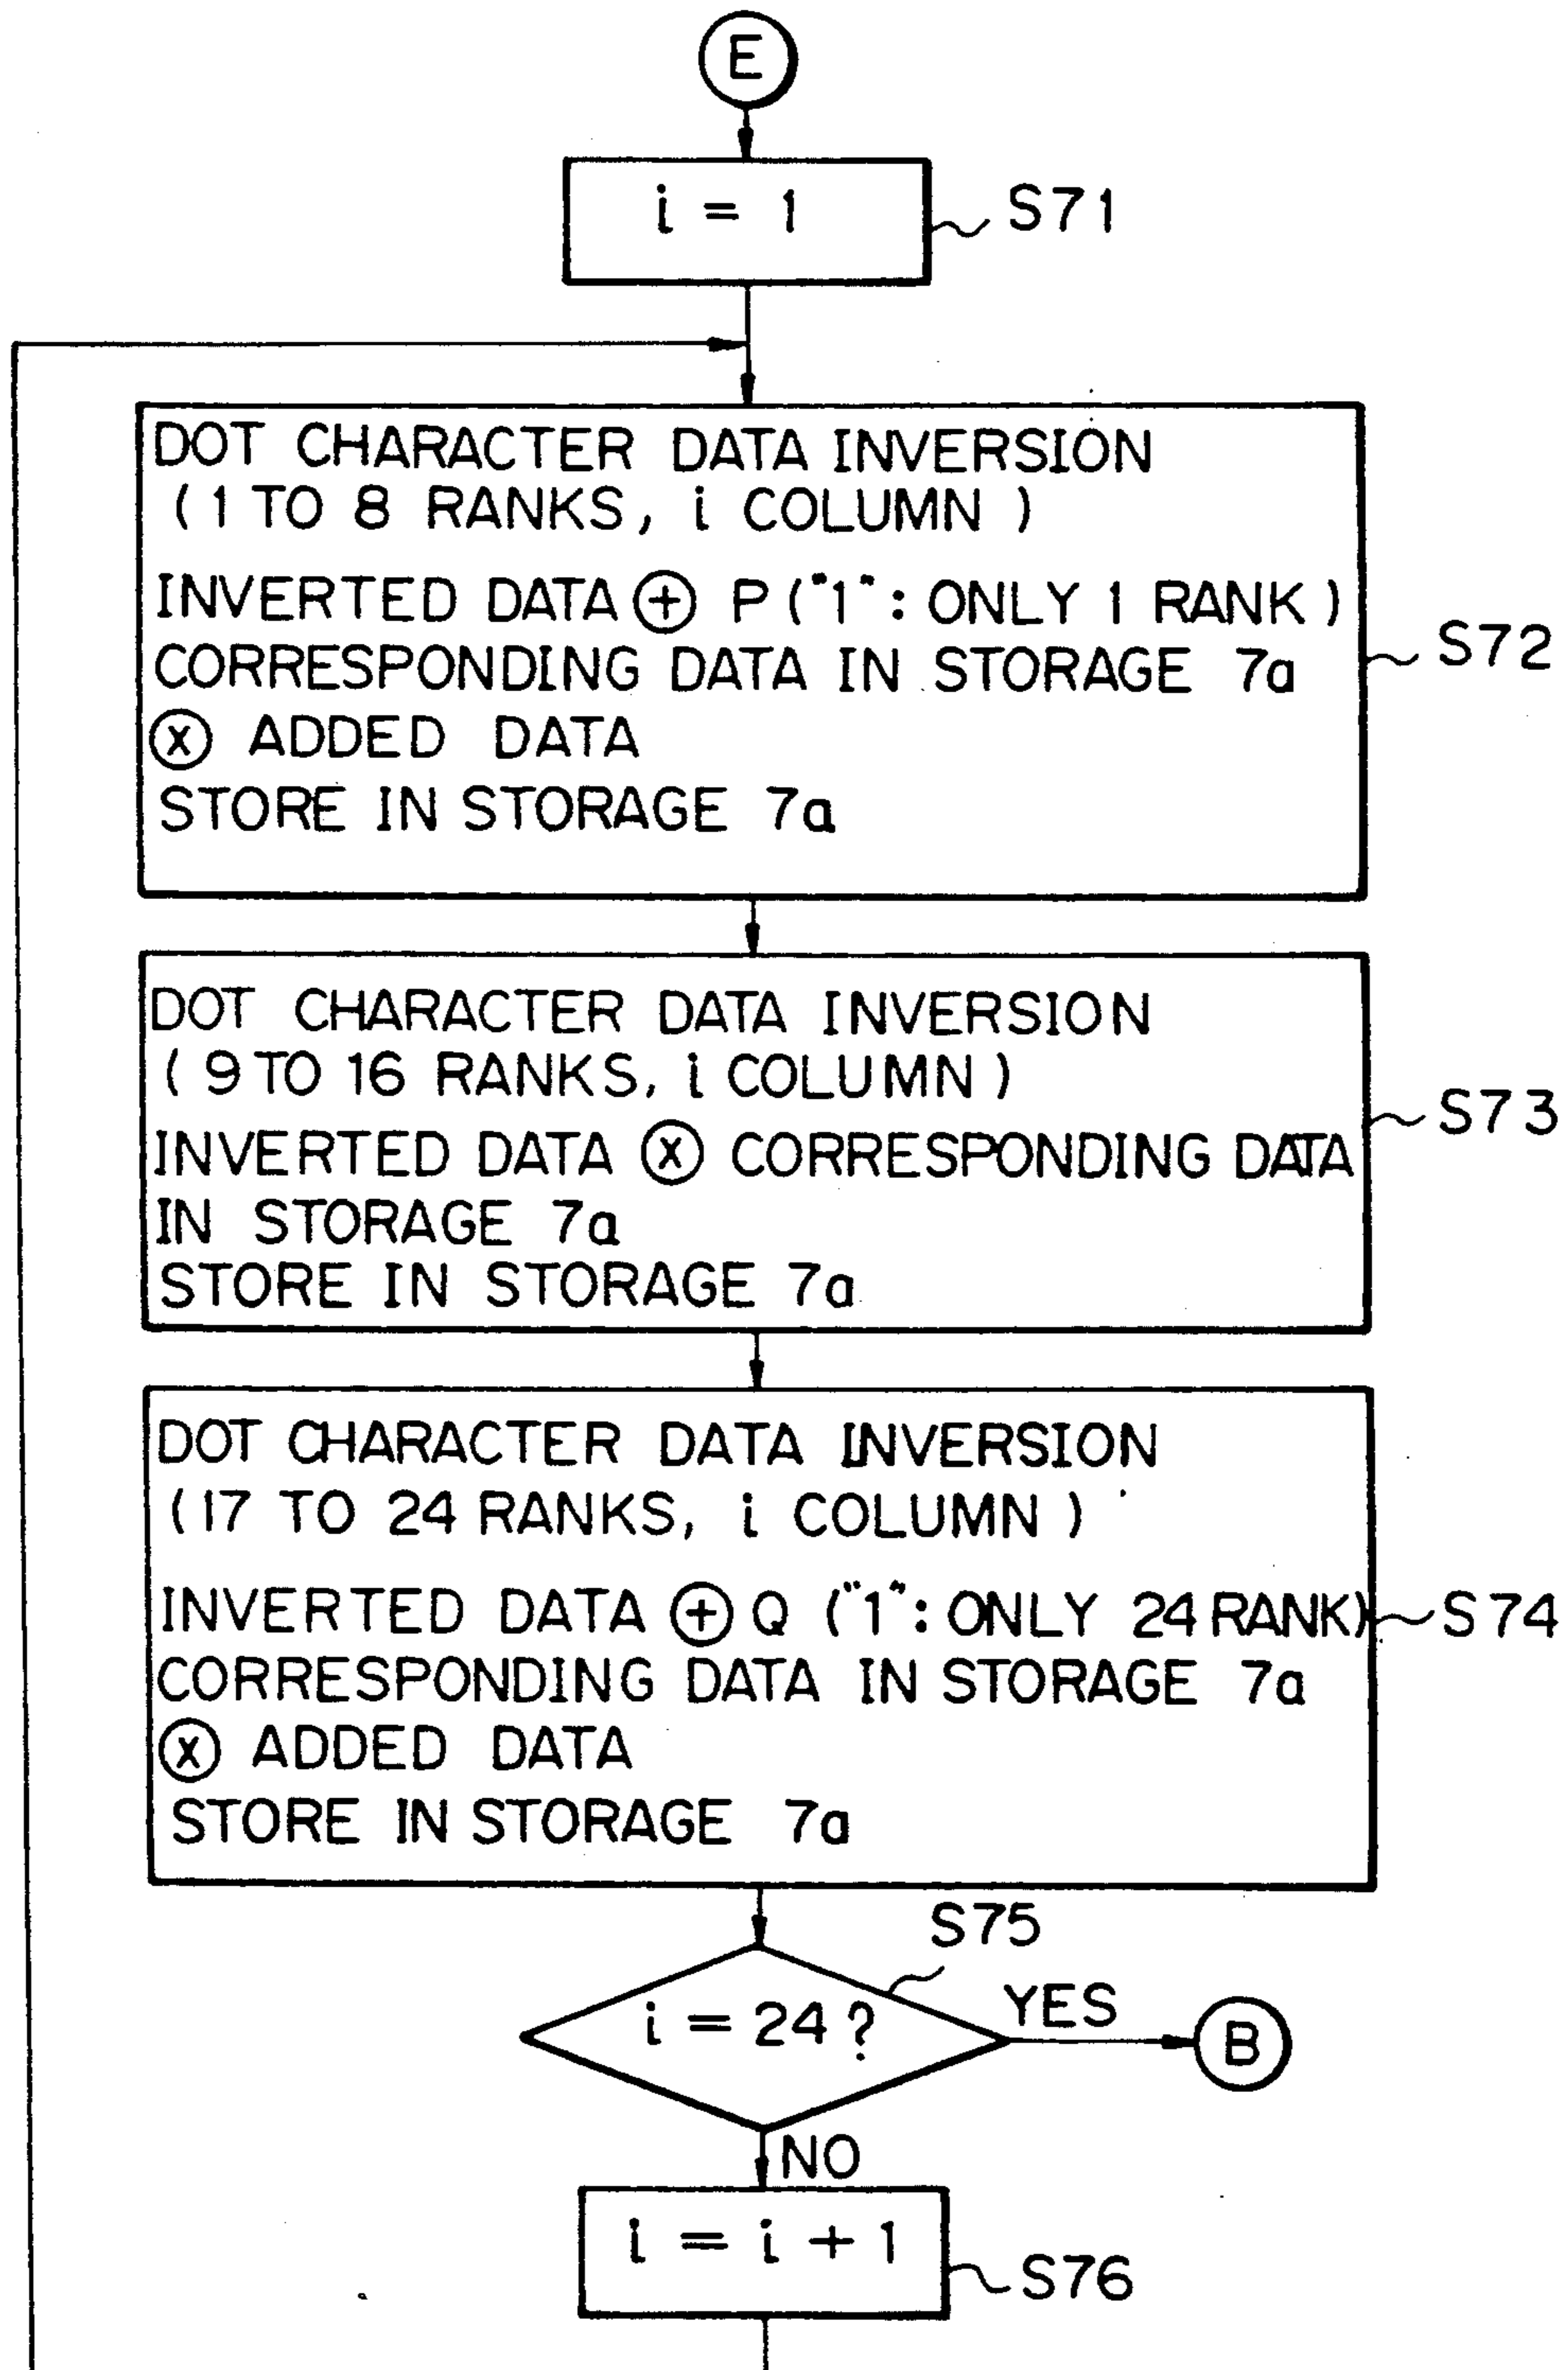 E
i = 1
S71
DOT CHARACTER DATA INVERSION
(1 TO 8 RANKS, i COLUMN)
INVERTED DATA ⊕ P ("1": ONLY 1 RANK)
CORRESPONDING DATA IN STORAGE 7a
⊗ ADDED DATA
STORE IN STORAGE 7a
S72
DOT CHARACTER DATA INVERSION
(9 TO 16 RANKS, i COLUMN)
INVERTED DATA ⊗ CORRESPONDING DATA
IN STORAGE 7a
STORE IN STORAGE 7a
S73
DOT CHARACTER DATA INVERSION
(17 TO 24 RANKS, i COLUMN)
INVERTED DATA ⊕ Q ("1": ONLY 24 RANK)
CORRESPONDING DATA IN STORAGE 7a
⊗ ADDED DATA
STORE IN STORAGE 7a
S74
S75
i = 24 ?
YES
B
NO
i = i + 1
S76